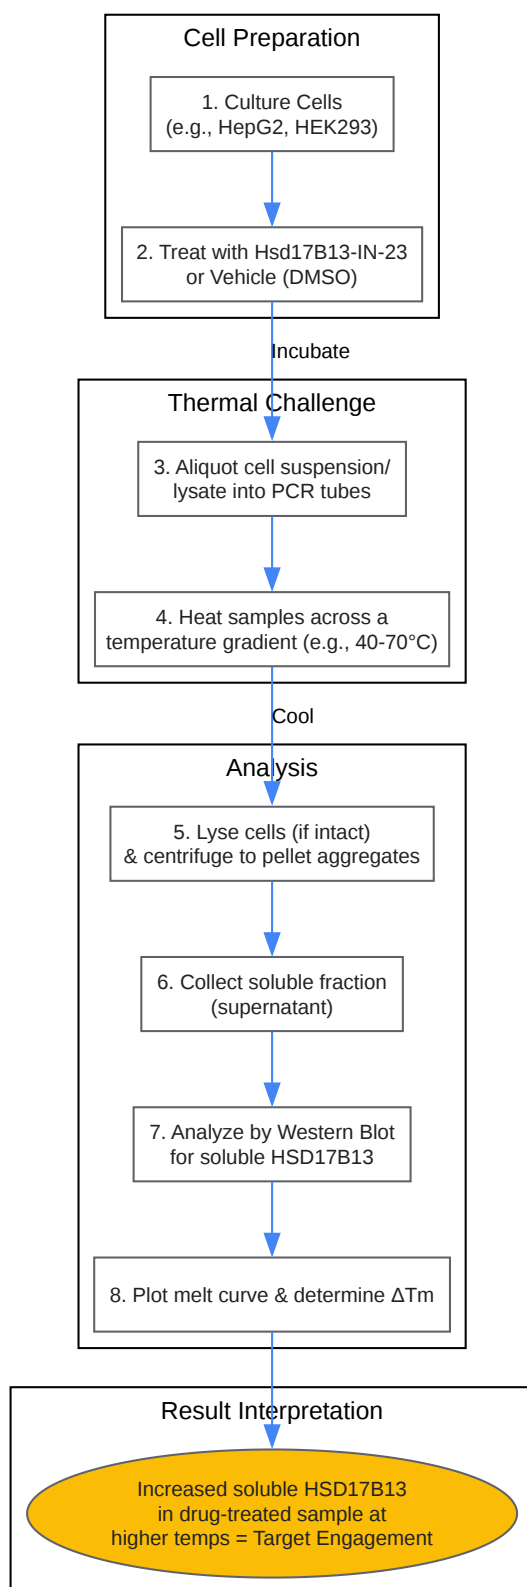 Cell Preparation
1. Culture Cells
(e.g., HepG2, HEK293)
2. Treat with Hsd17B13-IN-23
or Vehicle (DMSO)
Incubate
Thermal Challenge
3. Aliquot cell suspension/
lysate into PCR tubes
4. Heat samples across a
temperature gradient (e.g., 40-70°C)
Cool
Analysis
5. Lyse cells (if intact)
& centrifuge to pellet aggregates
6. Collect soluble fraction
(supernatant)
7. Analyze by Western Blot
for soluble HSD17B13
8. Plot melt curve & determine ΔTm
Result Interpretation
Increased soluble HSD17B13
in drug-treated sample at
higher temps = Target Engagement